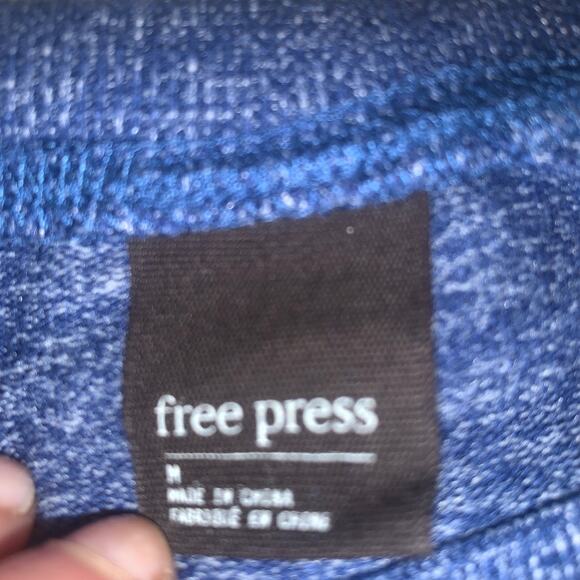 free press
M
MADE IN CHINA
FABRIQUÉ EN CHINE